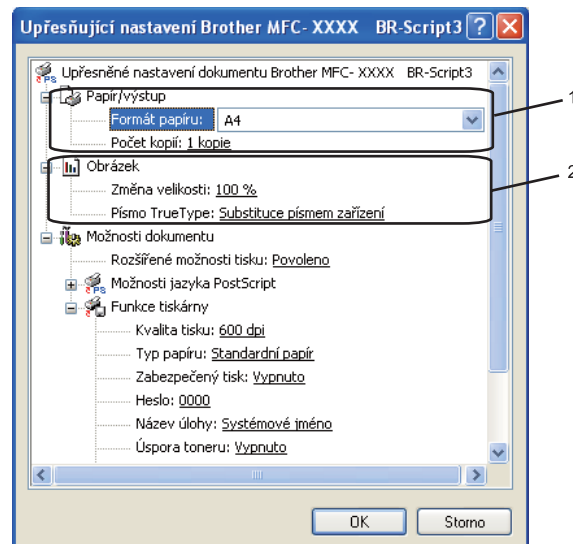 Upřesňující nastavení Brother MFC- XXXX BR-Script3
Upřesněné nastavení dokumentu Brother MFC- XXXX BR-Script3
Papír/výstup
Formát papíru: A4
Počet kopií: 1 kopie
1
Obrázek
2
Změna velikosti: 100 %
Písmo TrueType: Substituce písmem zařízení
Možnosti dokumentu
Rozšířené možnosti tisku: Povoleno
Možnosti jazyka PostScript
Funkce tiskárny
Kvalita tisku: 600 dpi
Typ papíru: Standardní papír
Zabezpečený tisk: Vypnuto
Heslo: 0000
Název úlohy: Systémové jméno
Úspora toneru: Vypnuto
OK Storno